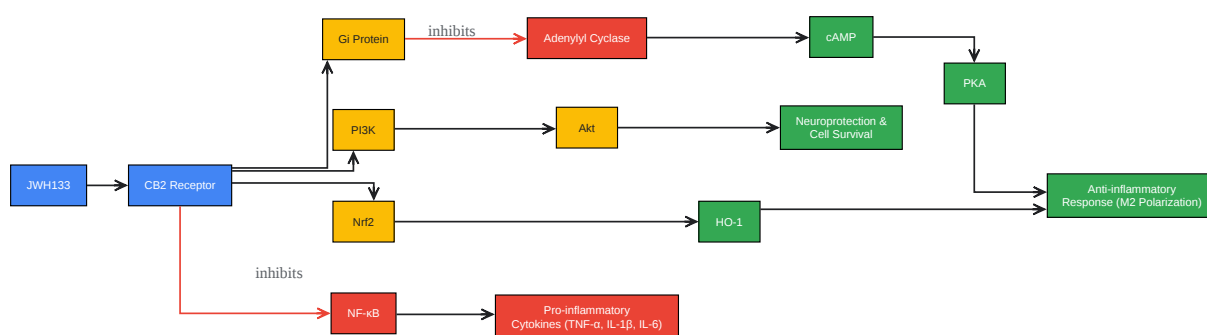 Gi Protein
inhibits
Adenylyl Cyclase
cAMP
PKA
PI3K
Akt
Neuroprotection &
Cell Survival
JWH133
CB2 Receptor
Anti-inflammatory
Response (M2 Polarization)
Nrf2
HO-1
inhibits
NF-κB
Pro-inflammatory
Cytokines (TNF-α, IL-1β, IL-6)